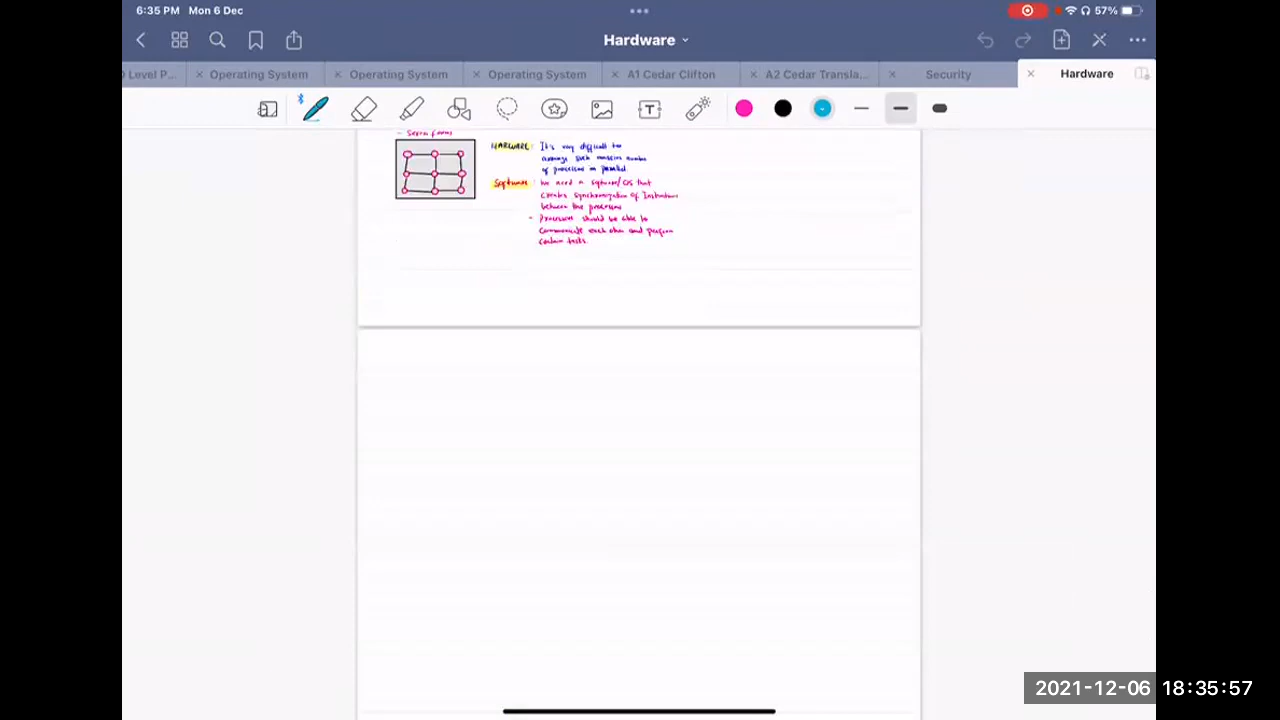 6:35 PM Mon 6 Dec
57%
Hardware
O Level P...
Operating System
Operating System
Operating System
A1 Cedar Clifton
A2 Cedar Transla...
Security
Hardware
HARWARE: It's very difficult to
such massive number
of processors in parallel.
Software: We need a software/OS that
creates synchronization of Instructions
between the processors
- Processors should be able to
communicate each other and perform
certain tasks.
2021-12-06 18:35:57